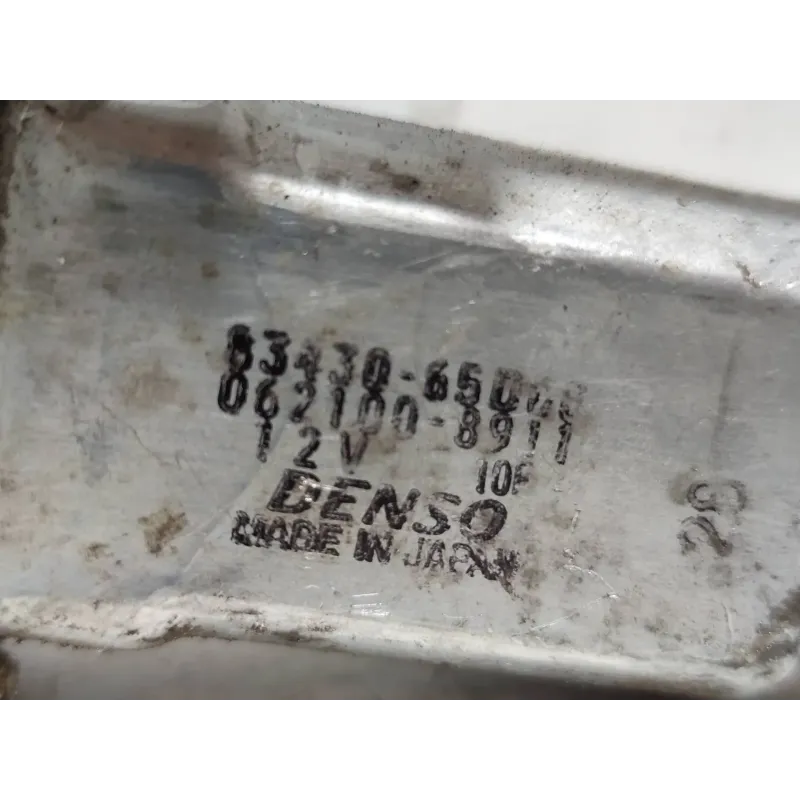 062100-8911
12V
10F
DENSO
MADE IN JAPAN
29